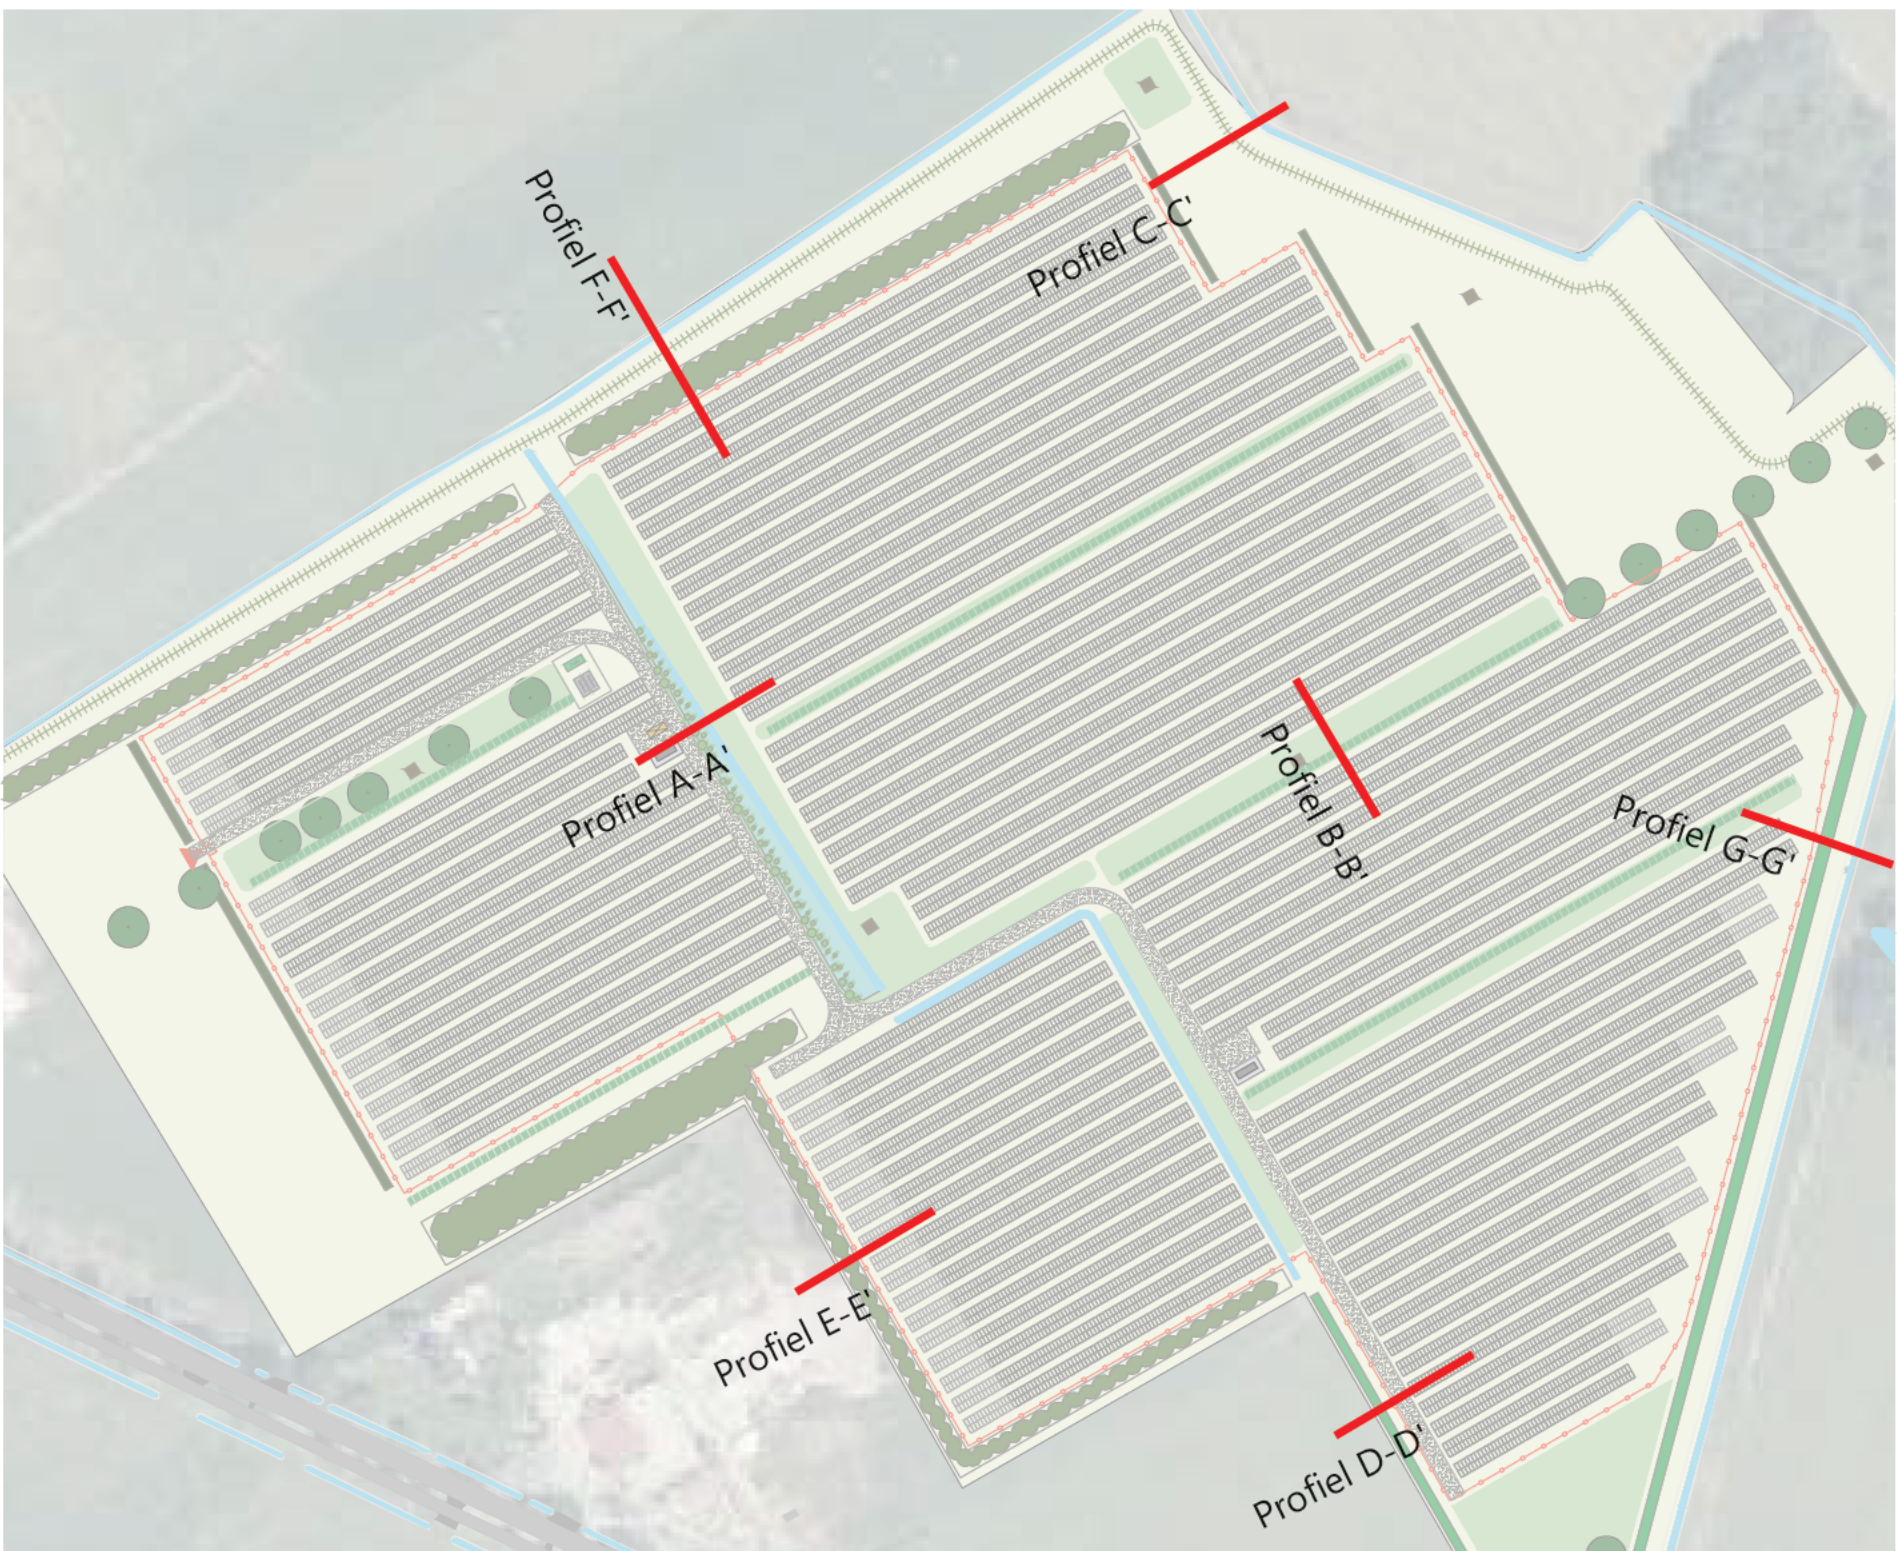 Profiel F-F'
Profiel C-C'
Profiel A-A'
Profiel B-B'
Profiel G-G'
Profiel E-E'
Profiel D-D'